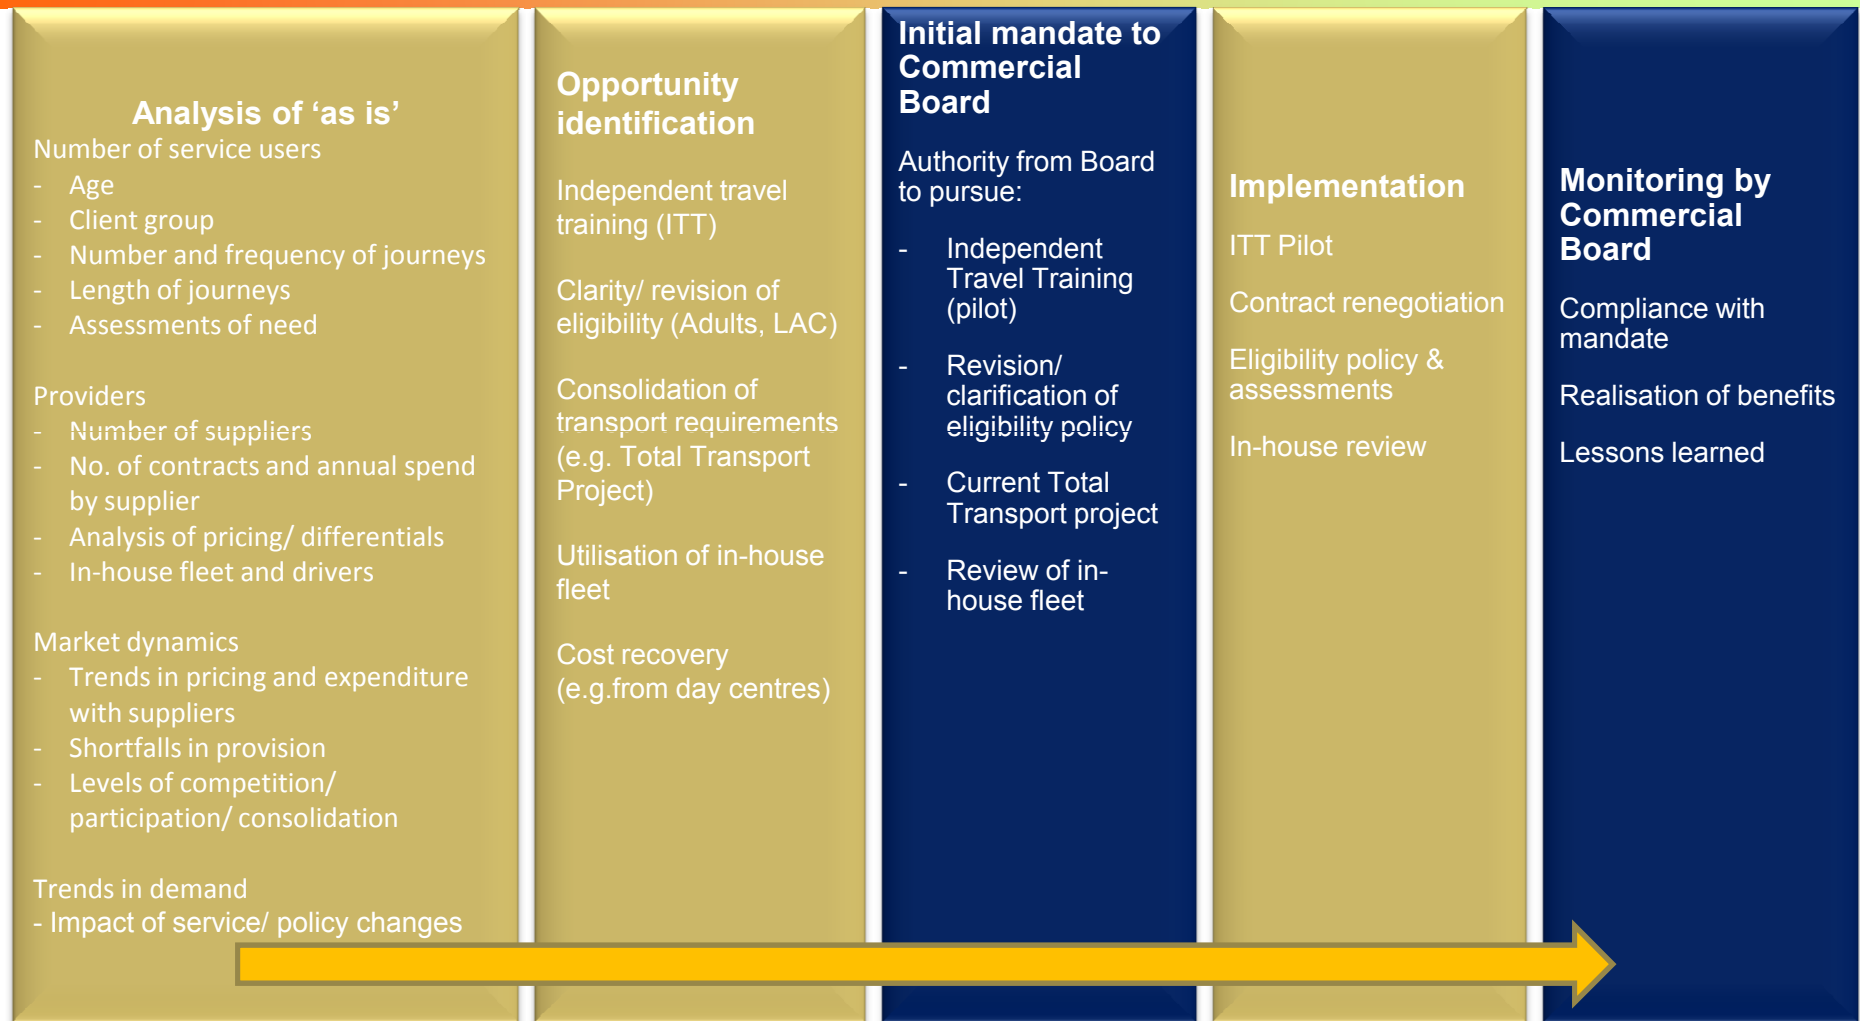 Analysis of ‘as is’
Number of service users
- Age
- Client group
- Number and frequency of journeys
- Length of journeys
- Assessments of need
Providers
- Number of suppliers
- No. of contracts and annual spend
by supplier
- Analysis of pricing/ differentials
- In-house fleet and drivers
Market dynamics
- Trends in pricing and expenditure
with suppliers
- Shortfalls in provision
- Levels of competition/
participation/ consolidation
Trends in demand
- Impact of service/ policy changes
Opportunity
identification
Independent travel
training (ITT)
Clarity/ revision of
eligibility (Adults, LAC)
Consolidation of
transport requirements
(e.g. Total Transport
Project)
Utilisation of in-house
fleet
Cost recovery
(e.g.from day centres)
Initial mandate to
Commercial
Board
Authority from Board
to pursue:
- Independent
Travel Training
(pilot)
- Revision/
clarification of
eligibility policy
- Current Total
Transport project
- Review of in-
house fleet
Implementation
ITT Pilot
Contract renegotiation
Eligibility policy &
assessments
In-house review
Monitoring by
Commercial
Board
Compliance with
mandate
Realisation of benefits
Lessons learned